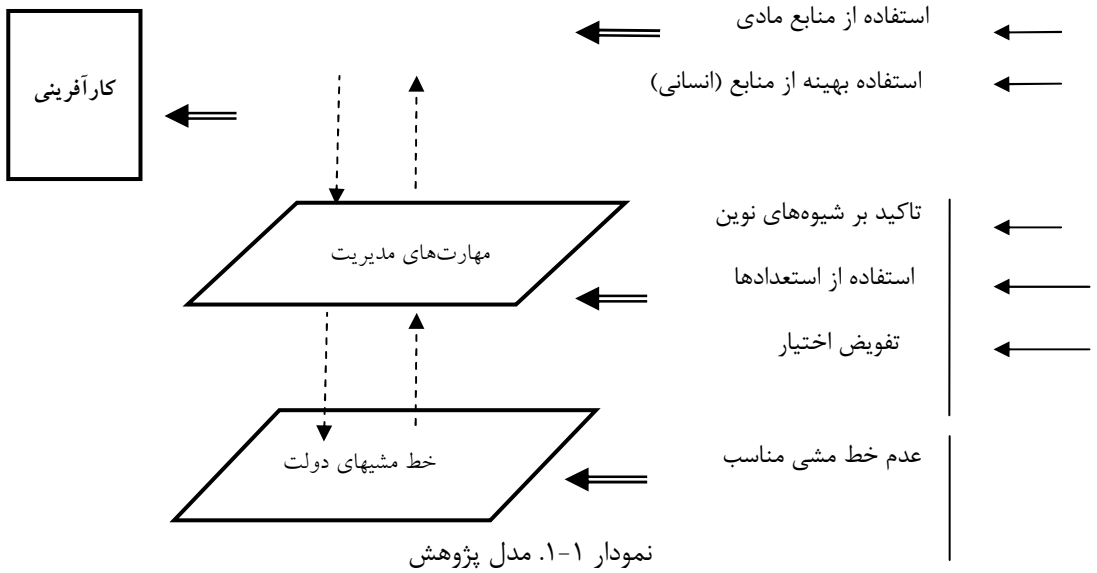 استفاده از منابع مادی
استفاده بهینه از منابع (انسانی)
کارآفرینی
تاکید بر شیوه‌های نوین
مهارت‌های مدیریت
استفاده از استعدادها
تفویض اختیار
عدم خط مشی مناسب
خط مشیهای دولت
نمودار ۱-۱. مدل پژوهش